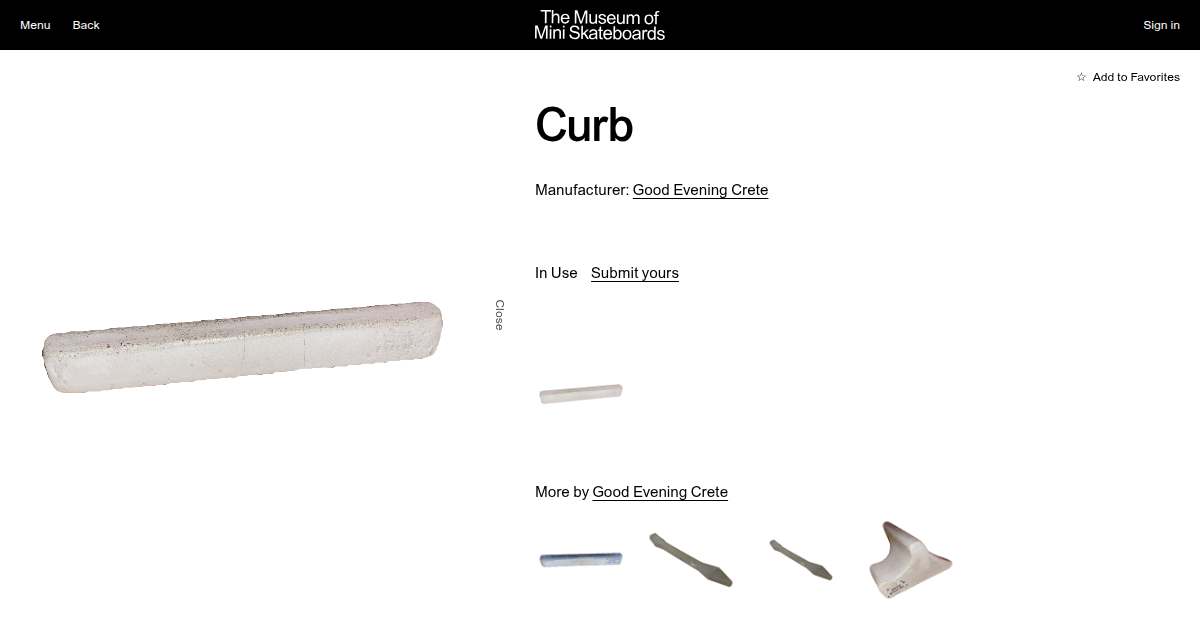 Menu
Back
The Museum of
Mini Skateboards
Sign in
☆ Add to Favorites
Curb
Manufacturer: Good Evening Crete
In Use Submit yours
Close
More by Good Evening Crete